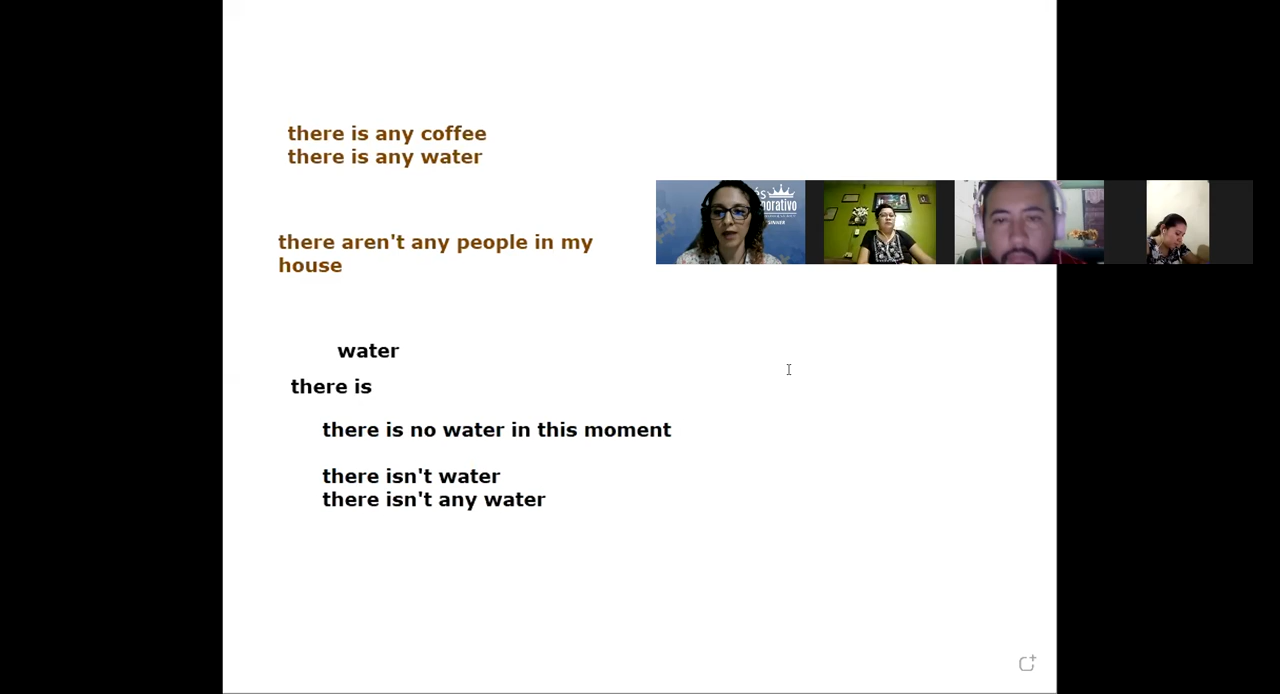 there is any coffee
there is any water
there aren't any people in my
house
water
there is
there is no water in this moment
there isn't water
there isn't any water